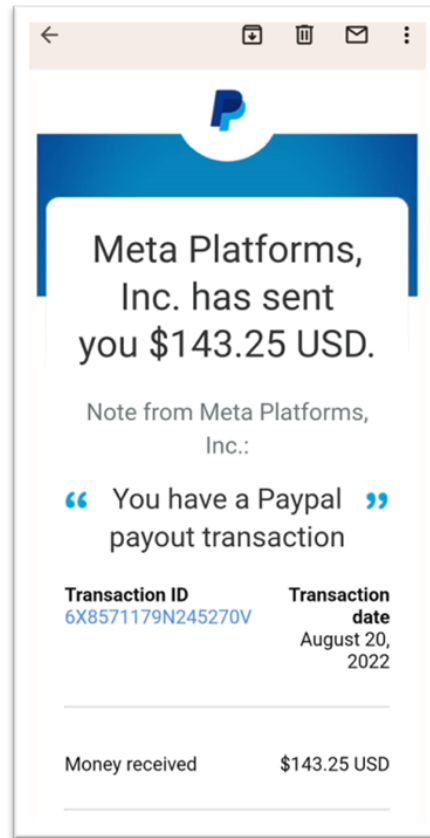 Meta Platforms,
Inc. has sent
you $143.25 USD.
Note from Meta Platforms,
Inc.:
“ You have a Paypal ”
payout transaction
Transaction ID
6X8571179N245270V
Transaction
date
August 20,
2022
Money received $143.25 USD